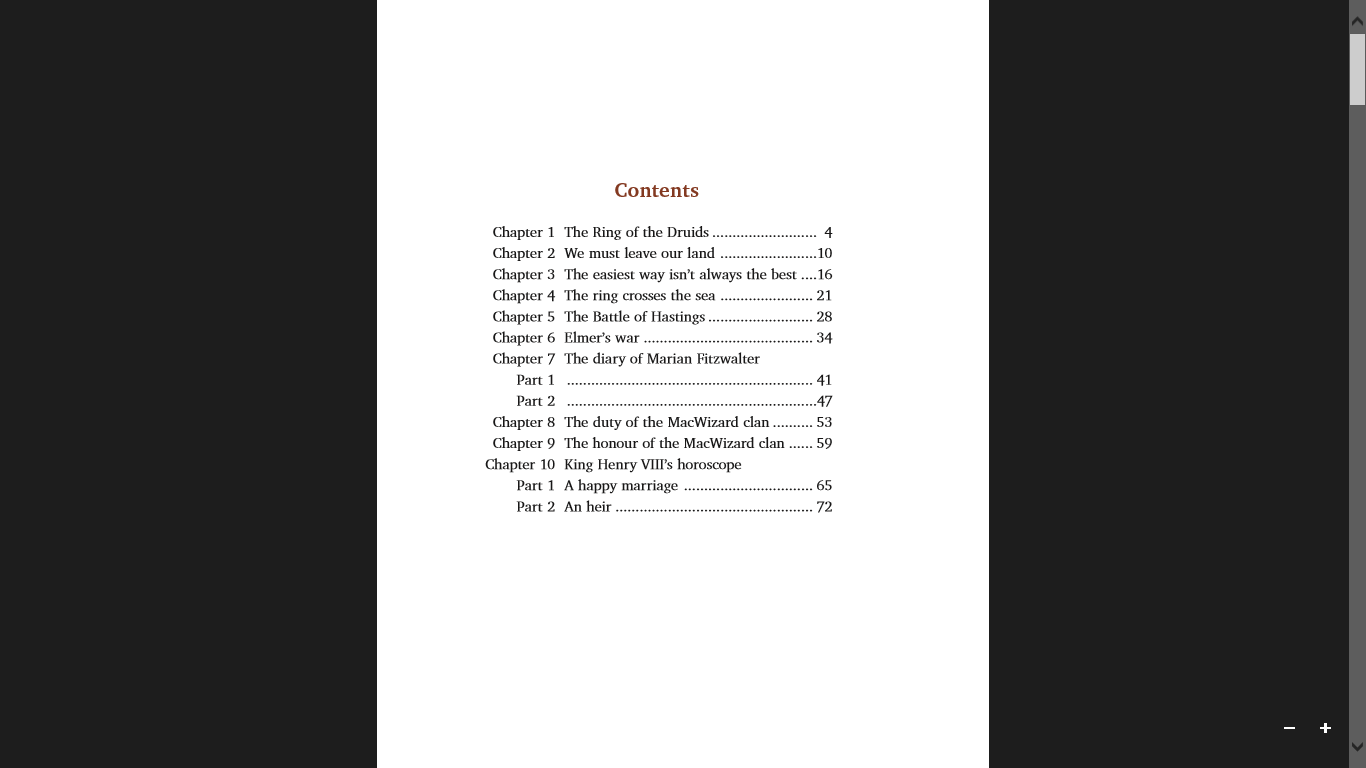 Contents
Chapter 1 The Ring of the Druids .......................... 4
Chapter 2 We must leave our land ........................10
Chapter 3 The easiest way isn't always the best ....16
Chapter 4 The ring crosses the sea ....................... 21
Chapter 5 The Battle of Hastings .......................... 28
Chapter 6 Elmer's war .......................................... 34
Chapter 7 The diary of Marian Fitzwalter
Part 1 ............................................................. 41
Part 2 ..............................................................47
Chapter 8 The duty of the MacWizard clan .......... 53
Chapter 9 The honour of the MacWizard clan ...... 59
Chapter 10 King Henry VIII's horoscope
Part 1 A happy marriage ................................ 65
Part 2 An heir ................................................. 72